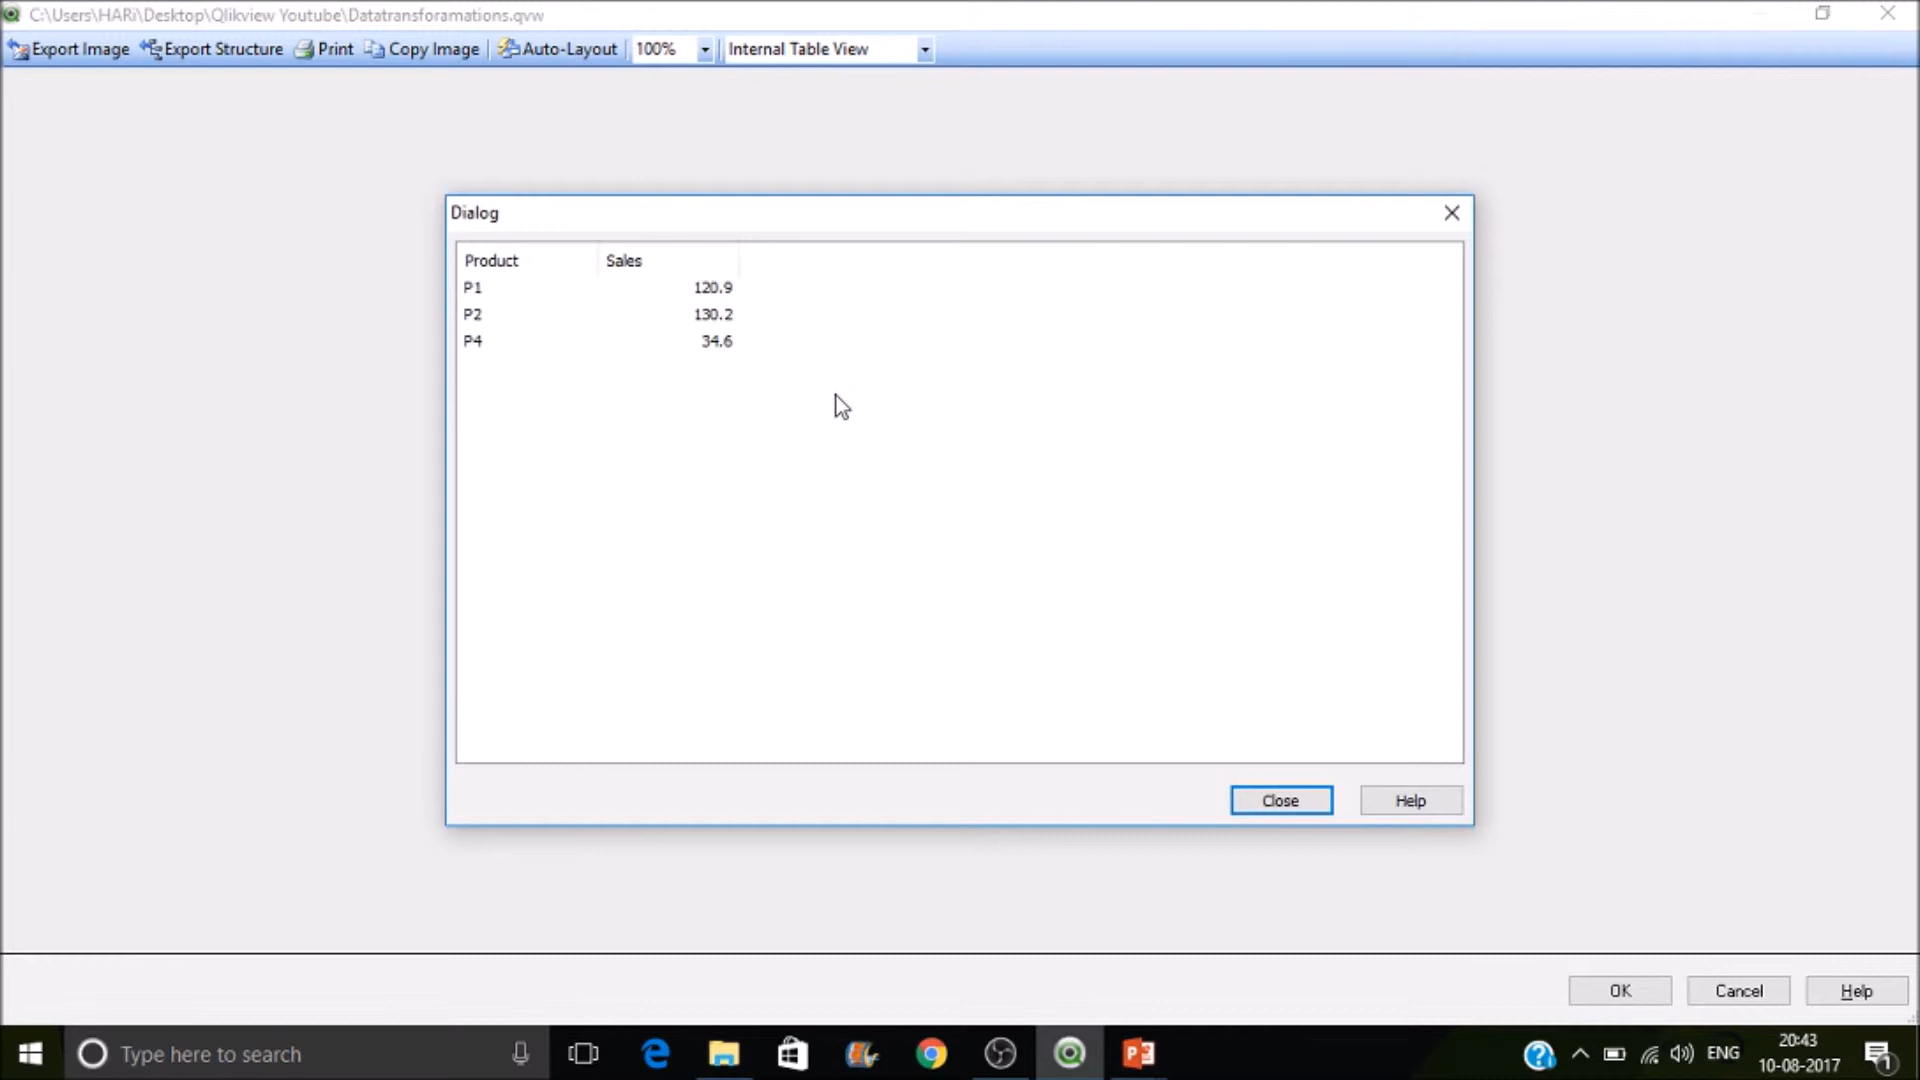 C:\Users\HARi\Desktop\Qlikview Youtube\Datatransforamations.qvw
Export Image Export Structure Print Copy Image Auto-Layout 100% Internal Table View
Dialog
Product Sales
P1 120.9
P2 130.2
P4 34.6
Close Help
OK Cancel Help
Type here to search
ENG
20:43
10-08-2017
1